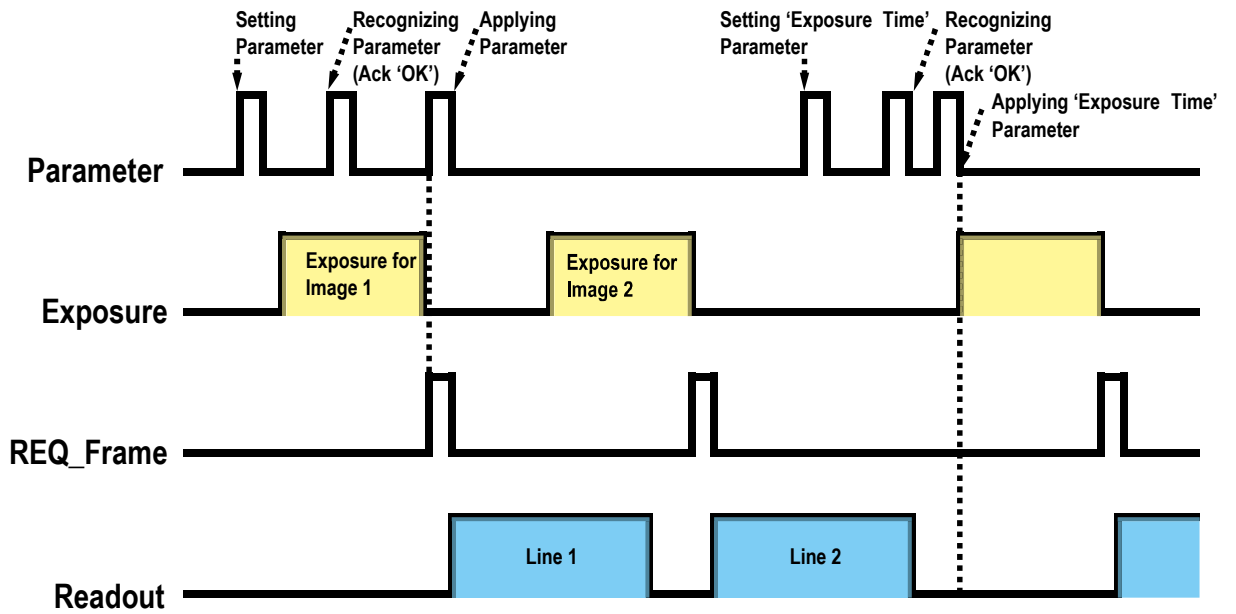 Setting
Parameter
Recognizing
Parameter
(Ack ‘OK’)
Applying
Parameter
Setting ‘Exposure Time’
Parameter
Recognizing
Parameter
(Ack ‘OK’)
Applying ‘Exposure Time’
Parameter
Parameter
Exposure for
Image 1
Exposure for
Image 2
Exposure
REQ_Frame
Line 1
Line 2
Readout